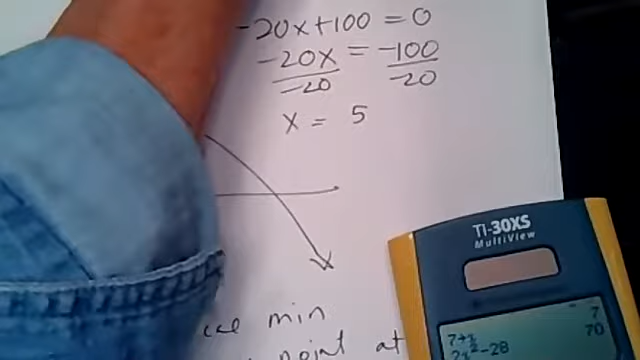 -20x+100 = 0
-20x = -100
-20 -20
x = 5
TI-30XS
MultiView
7
70
min
point at